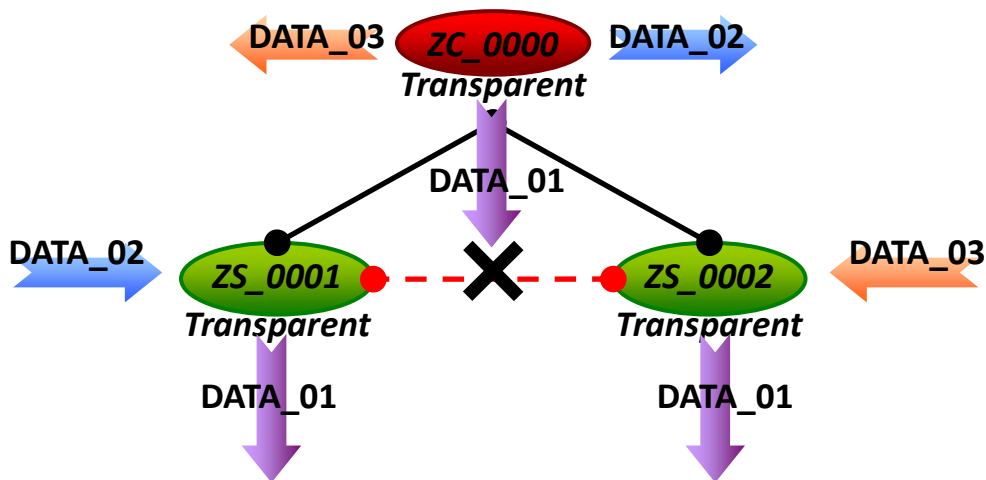 DATA_03
ZC_0000
DATA_02
Transparent
DATA_01
DATA_02
ZS_0001
ZS_0002
DATA_03
Transparent
Transparent
DATA_01
DATA_01